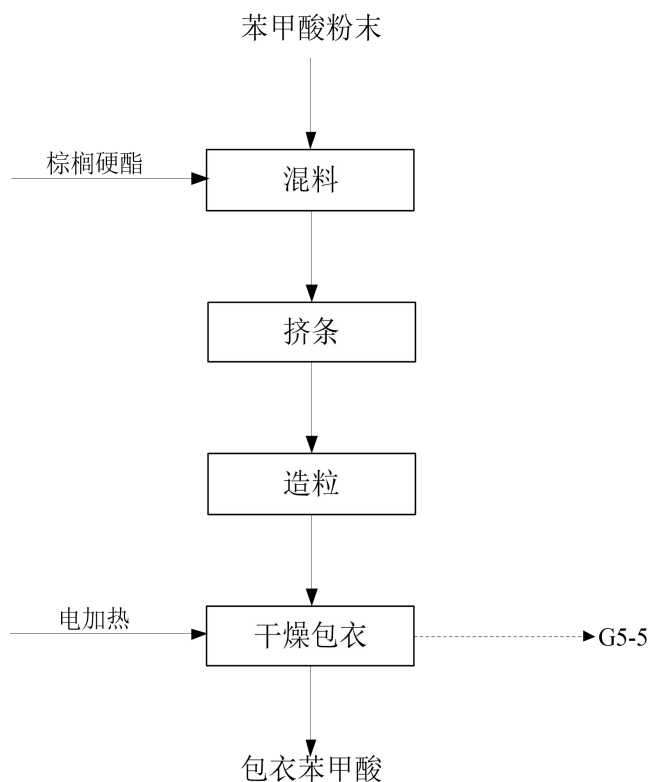 苯甲酸粉末
棕榈硬酯
混料
挤条
造粒
电加热
干燥包衣
G5-5
包衣苯甲酸